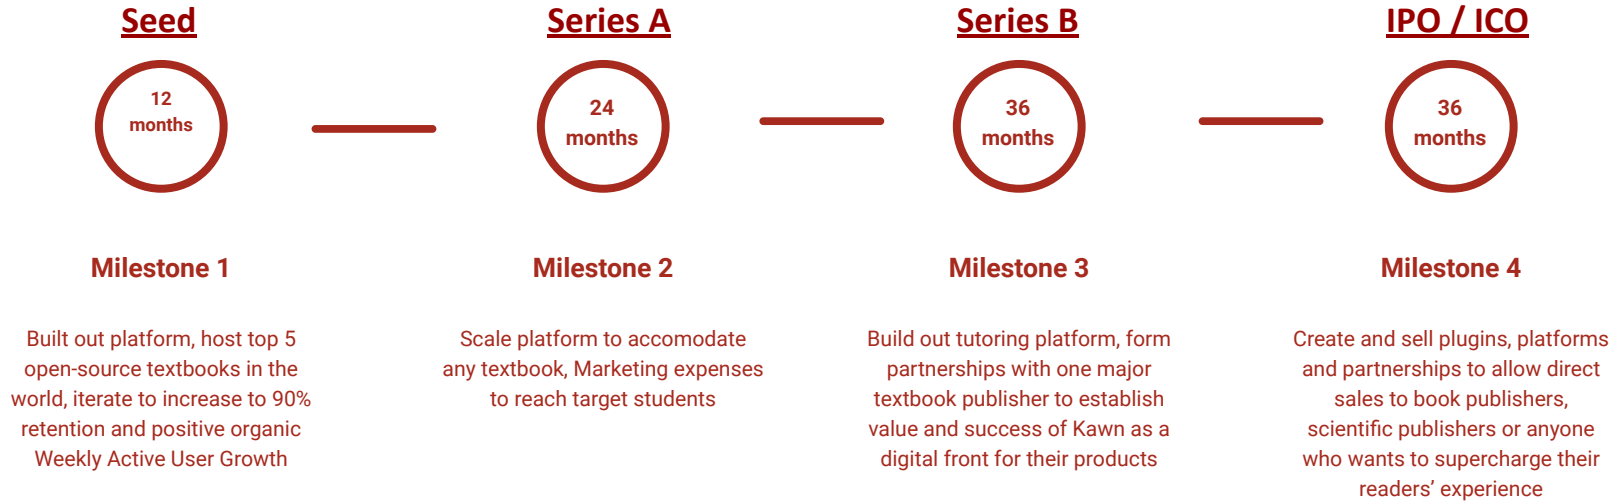 Seed
12
months
Milestone 1
Built out platform, host top 5
open-source textbooks in the
world, iterate to increase to 90%
retention and positive organic
Weekly Active User Growth
Series A
24
months
Milestone 2
Scale platform to accomodate
any textbook, Marketing expenses
to reach target students
Series B
36
months
Milestone 3
Build out tutoring platform, form
partnerships with one major
textbook publisher to establish
value and success of Kawn as a
digital front for their products
IPO / ICO
36
months
Milestone 4
Create and sell plugins, platforms
and partnerships to allow direct
sales to book publishers,
scientific publishers or anyone
who wants to supercharge their
readers’ experience